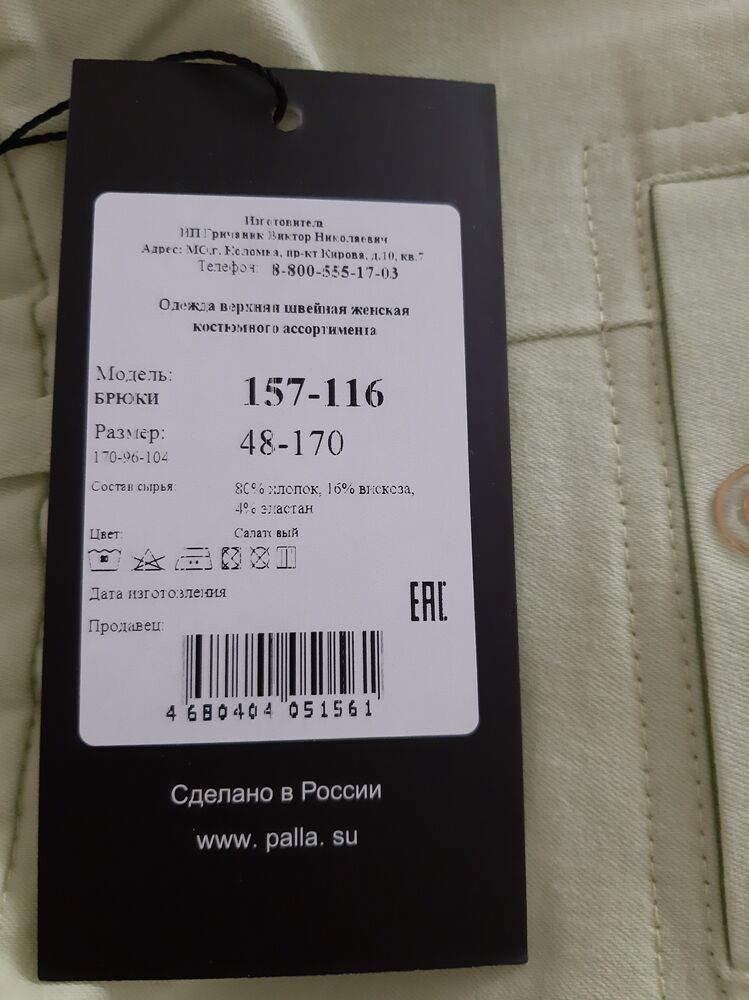 Изготовитель
ИП Гричаник Виктор Николаевич
Адрес: МО,г. Коломна, пр-кт Кирова, д.10, кв.7
Телефон: 8-800-555-17-03
Одежда верхняя швейная женская
костюмного ассортимента
Модель:
БРЮКИ 157-116
Размер: 48-170
170-96-104
Состав сырья: 80% хлопок, 16% вискоза,
4% эластан
Цвет: Салатовый
Дата изготовления
EAC
Продавец:
4 680404 051561
Сделано в России
www. palla. su